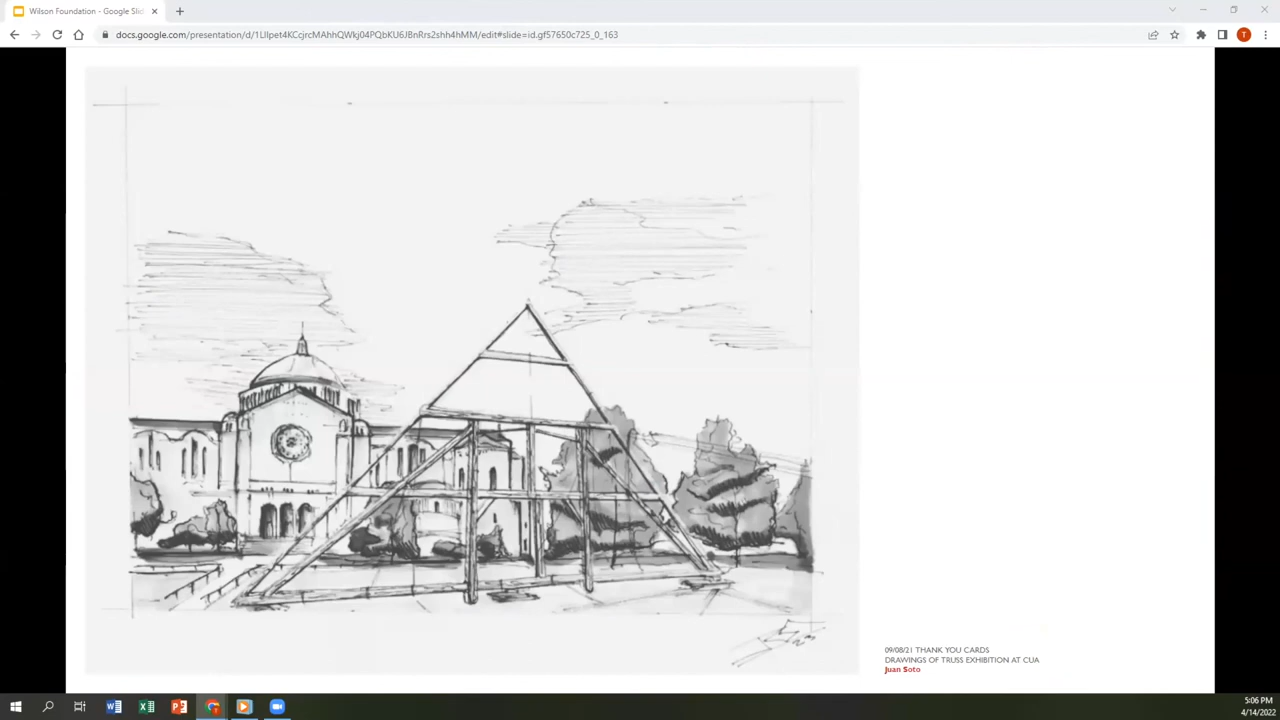 Wilson Foundation - Google Slid
docs.google.com/presentation/d/1LIlpet4KCcjrcMAhhQWkj04PQbKU6JBnRrs2shh4hMM/edit#slide=id.gf57650c725_0_163
T
09/08/21 THANK YOU CARDS
DRAWINGS OF TRUSS EXHIBITION AT CUA
Juan Soto
5:06 PM
4/14/2022